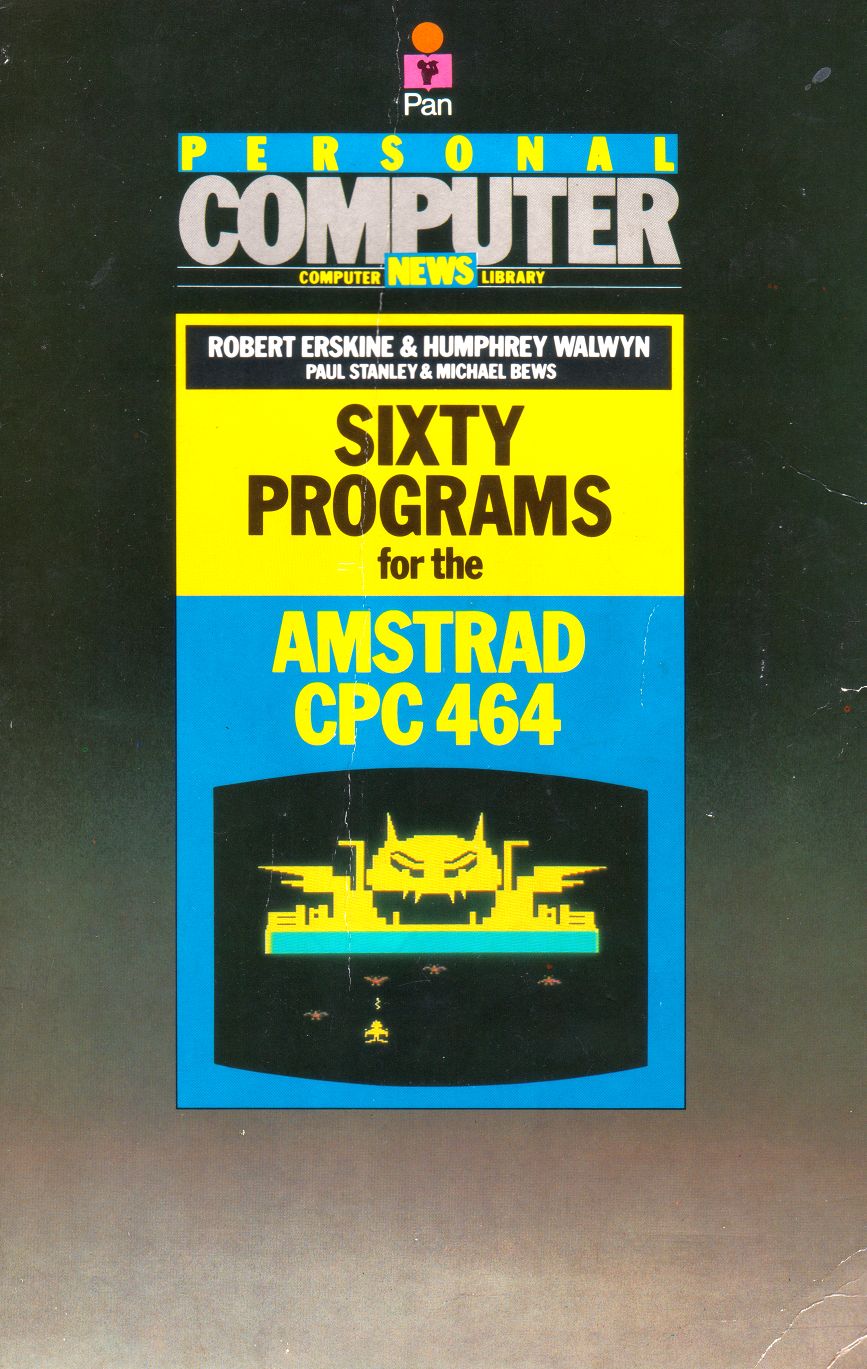 Pan
PERSONAL
COMPUTER
COMPUTER NEWS LIBRARY
ROBERT ERSKINE & HUMPHREY WALWYN
PAUL STANLEY & MICHAEL BEWS
SIXTY
PROGRAMS
for the
AMSTRAD
CPC 464